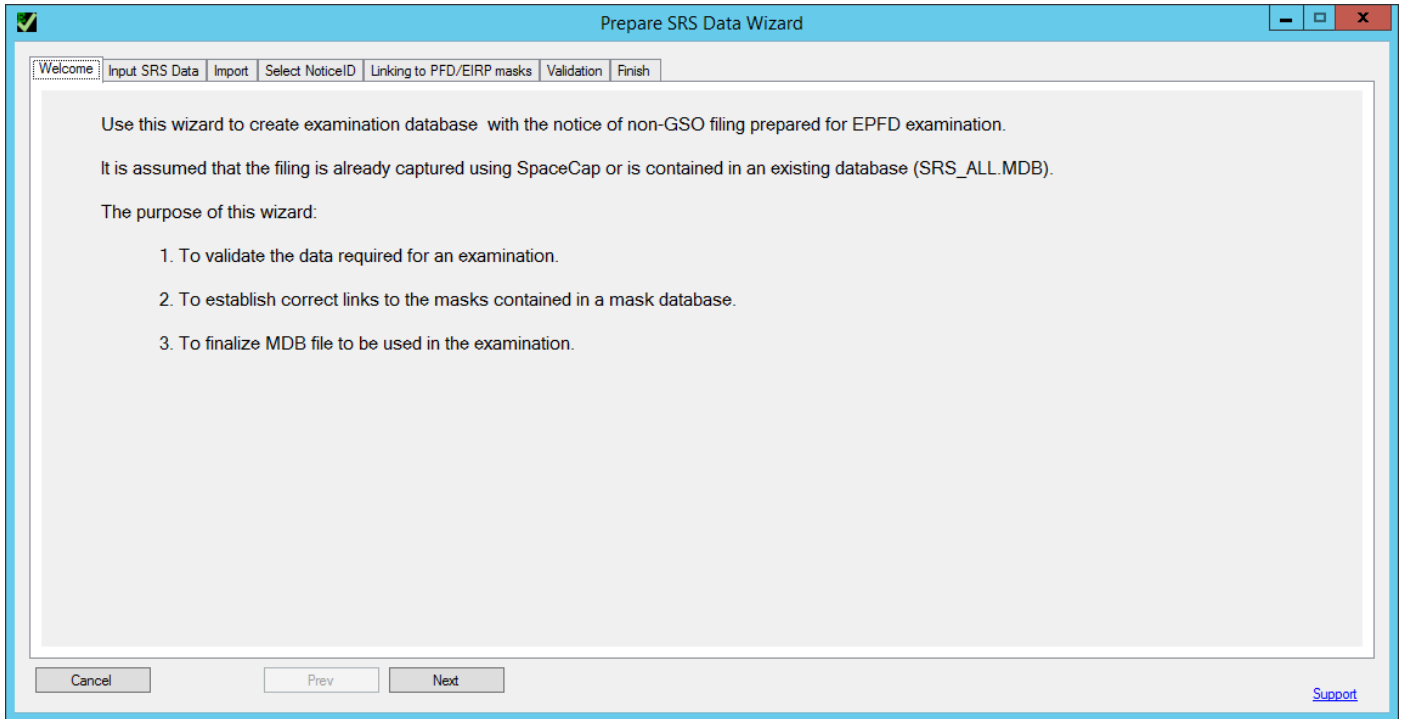 Prepare SRS Data Wizard
Welcome Input SRS Data Import Select NoticeID Linking to PFD/EIRP masks Validation Finish
Use this wizard to create examination database  with the notice of non-GSO filing prepared for EPFD examination.
It is assumed that the filing is already captured using SpaceCap or is contained in an existing database (SRS_ALL.MDB).
The purpose of this wizard:
1. To validate the data required for an examination.
2. To establish correct links to the masks contained in a mask database.
3. To finalize MDB file to be used in the examination.
Cancel Prev Next
Support